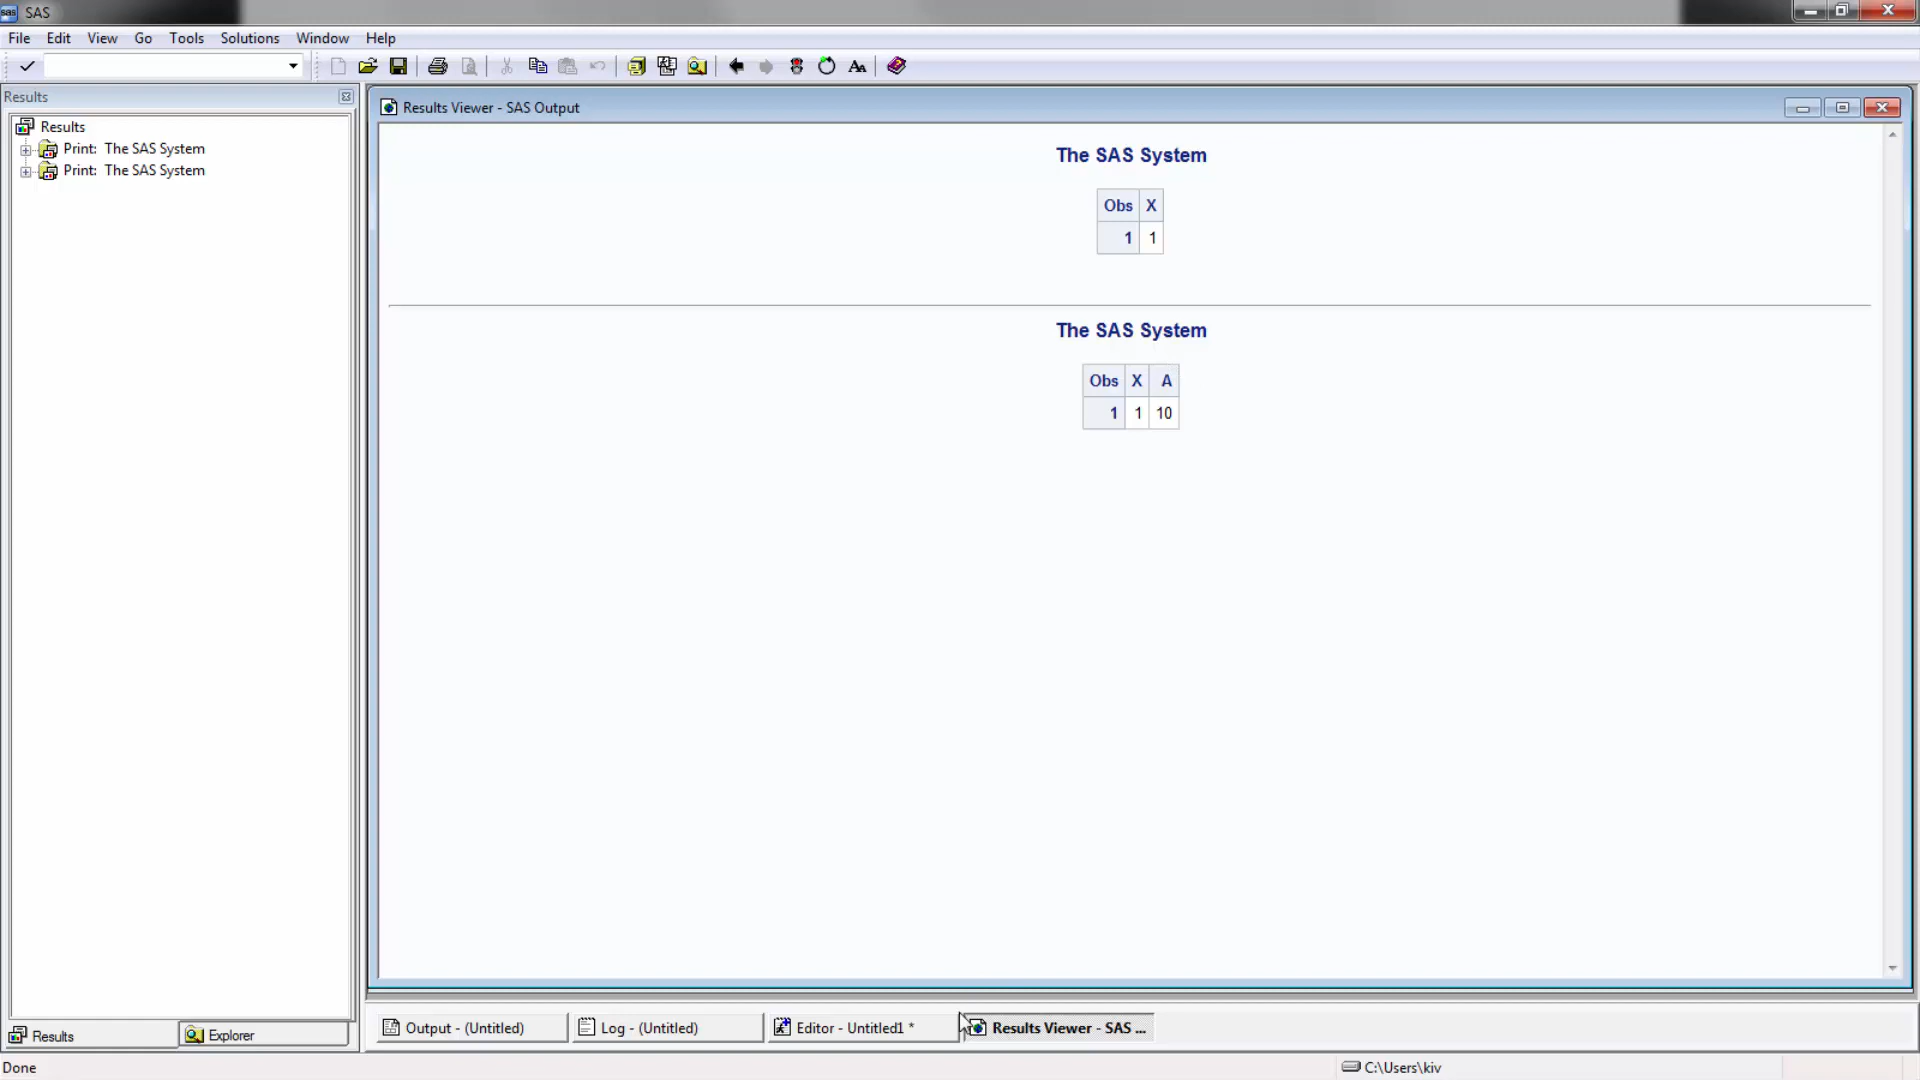 SAS
File Edit View Go Tools Solutions Window Help
Results
Results Viewer - SAS Output
Results
Print: The SAS System
Print: The SAS System
The SAS System
Obs X
1 1
The SAS System
Obs X A
1 1 10
Results
Explorer
Output - (Untitled)
Log - (Untitled)
Editor - Untitled1 *
Results Viewer - SAS ...
Done
C:\Users\kiv